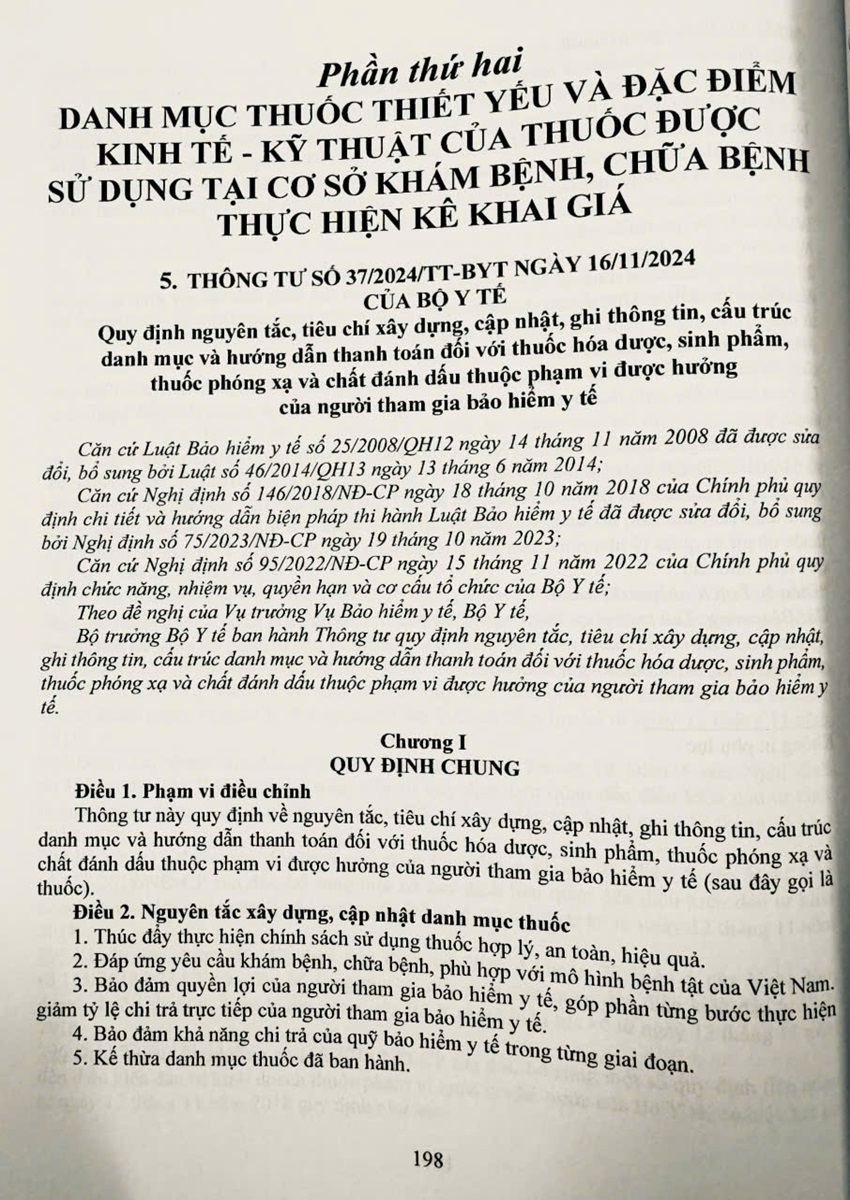 Phần thứ hai
DANH MỤC THUỐC THIẾT YẾU VÀ ĐẶC ĐIỂM
KINH TẾ - KỸ THUẬT CỦA THUỐC ĐƯỢC
SỬ DỤNG TẠI CƠ SỞ KHÁM BỆNH, CHỮA BỆNH
THỰC HIỆN KÊ KHAI GIÁ
5. THÔNG TƯ SỐ 37/2024/TT-BYT NGÀY 16/11/2024
CỦA BỘ Y TẾ
Quy định nguyên tắc, tiêu chí xây dựng, cập nhật, ghi thông tin, cấu trúc
danh mục và hướng dẫn thanh toán đối với thuốc hóa dược, sinh phẩm,
thuốc phóng xạ và chất đánh dấu thuộc phạm vi được hưởng
của người tham gia bảo hiểm y tế
Căn cứ Luật Bảo hiểm y tế số 25/2008/QH12 ngày 14 tháng 11 năm 2008 đã được sửa
đổi, bổ sung bởi Luật số 46/2014/QH13 ngày 13 tháng 6 năm 2014;
Căn cứ Nghị định số 146/2018/NĐ-CP ngày 18 tháng 10 năm 2018 của Chính phủ quy
định chi tiết và hướng dẫn biện pháp thi hành Luật Bảo hiểm y tế đã được sửa đổi, bổ sung
bởi Nghị định số 75/2023/NĐ-CP ngày 19 tháng 10 năm 2023;
Căn cứ Nghị định số 95/2022/NĐ-CP ngày 15 tháng 11 năm 2022 của Chính phủ quy
định chức năng, nhiệm vụ, quyền hạn và cơ cấu tổ chức của Bộ Y tế;
Theo đề nghị của Vụ trưởng Vụ Bảo hiểm y tế, Bộ Y tế,
Bộ trưởng Bộ Y tế ban hành Thông tư quy định nguyên tắc, tiêu chí xây dựng, cập nhật,
ghi thông tin, cấu trúc danh mục và hướng dẫn thanh toán đối với thuốc hóa dược, sinh phẩm,
thuốc phóng xạ và chất đánh dấu thuộc phạm vi được hưởng của người tham gia bảo hiểm y
tế.
Chương I
QUY ĐỊNH CHUNG
Điều 1. Phạm vi điều chỉnh
Thông tư này quy định về nguyên tắc, tiêu chí xây dựng, cập nhật, ghi thông tin, cấu trúc
danh mục và hướng dẫn thanh toán đối với thuốc hóa dược, sinh phẩm, thuốc phóng xạ và
chất đánh dấu thuộc phạm vi được hưởng của người tham gia bảo hiểm y tế (sau đây gọi là
thuốc).
Điều 2. Nguyên tắc xây dựng, cập nhật danh mục thuốc
1. Thúc đẩy thực hiện chính sách sử dụng thuốc hợp lý, an toàn, hiệu quả.
2. Đáp ứng yêu cầu khám bệnh, chữa bệnh, phù hợp với mô hình bệnh tật của Việt Nam.
3. Bảo đảm quyền lợi của người tham gia bảo hiểm y tế, góp phần từng bước thực hiện
giảm tỷ lệ chi trả trực tiếp của người tham gia bảo hiểm y tế.
4. Bảo đảm khả năng chi trả của quỹ bảo hiểm y tế trong từng giai đoạn.
5. Kế thừa danh mục thuốc đã ban hành.
198